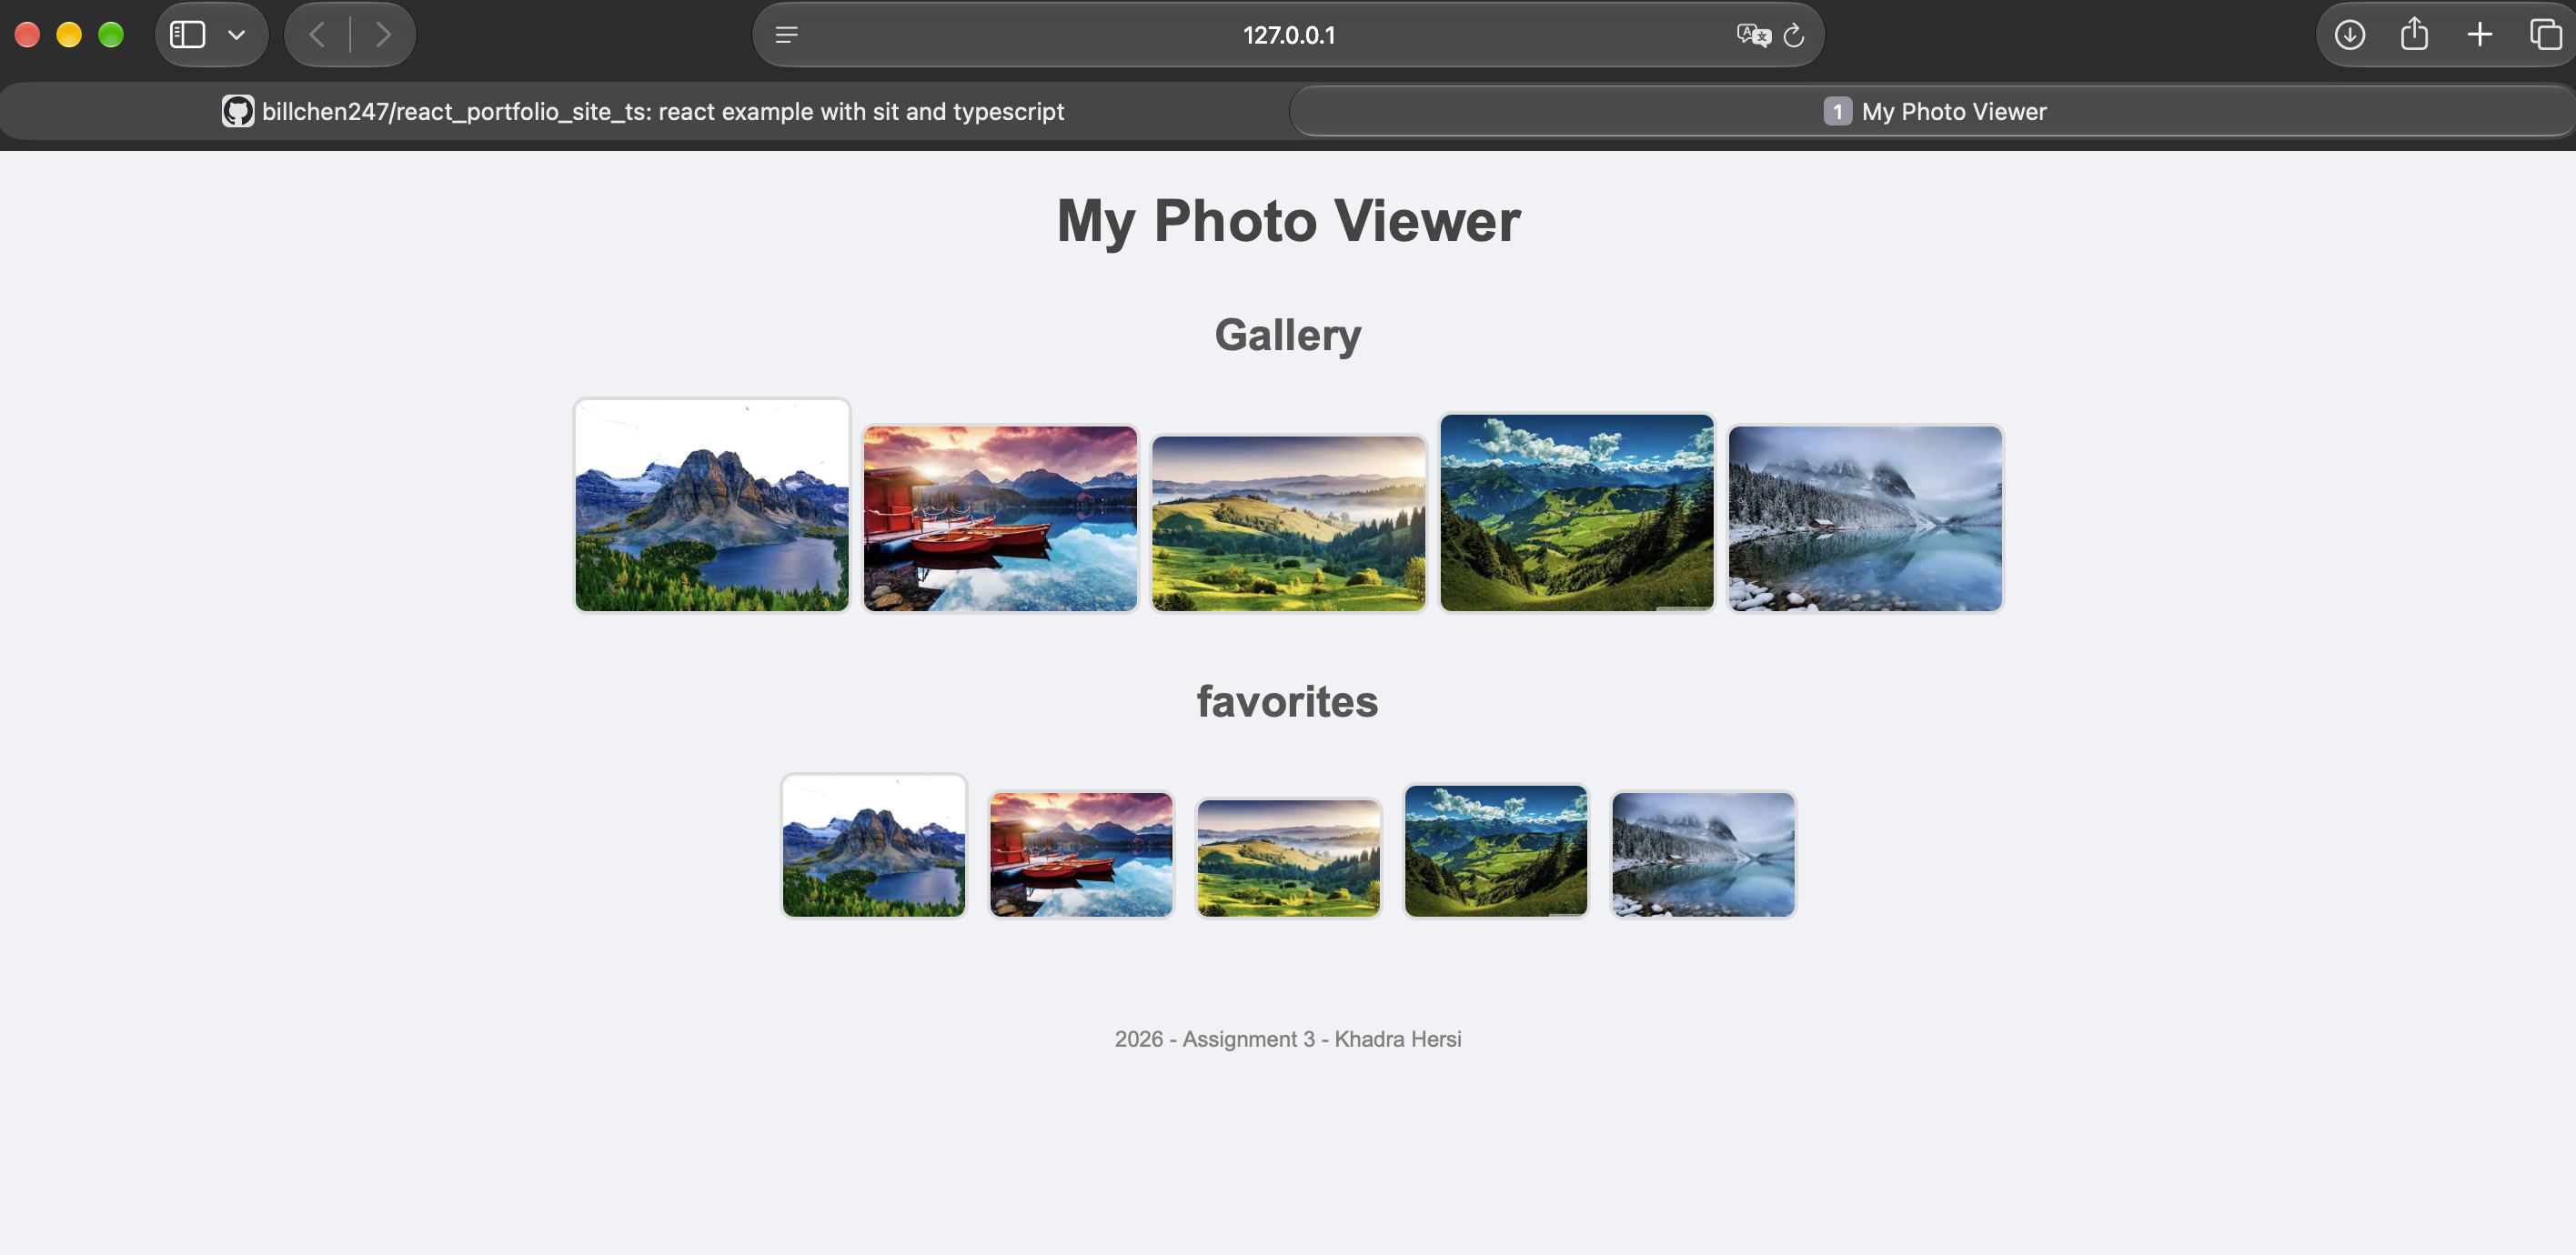 127.0.0.1
billchen247/react_portfolio_site_ts: react example with sit and typescript
1 My Photo Viewer
My Photo Viewer
Gallery
favorites
2026 - Assignment 3 - Khadra Hersi